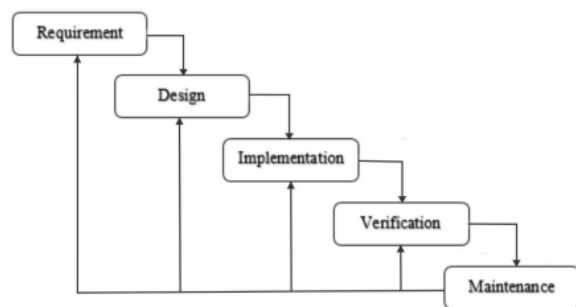 Requirement
Design
Implementation
Verification
Maintenance